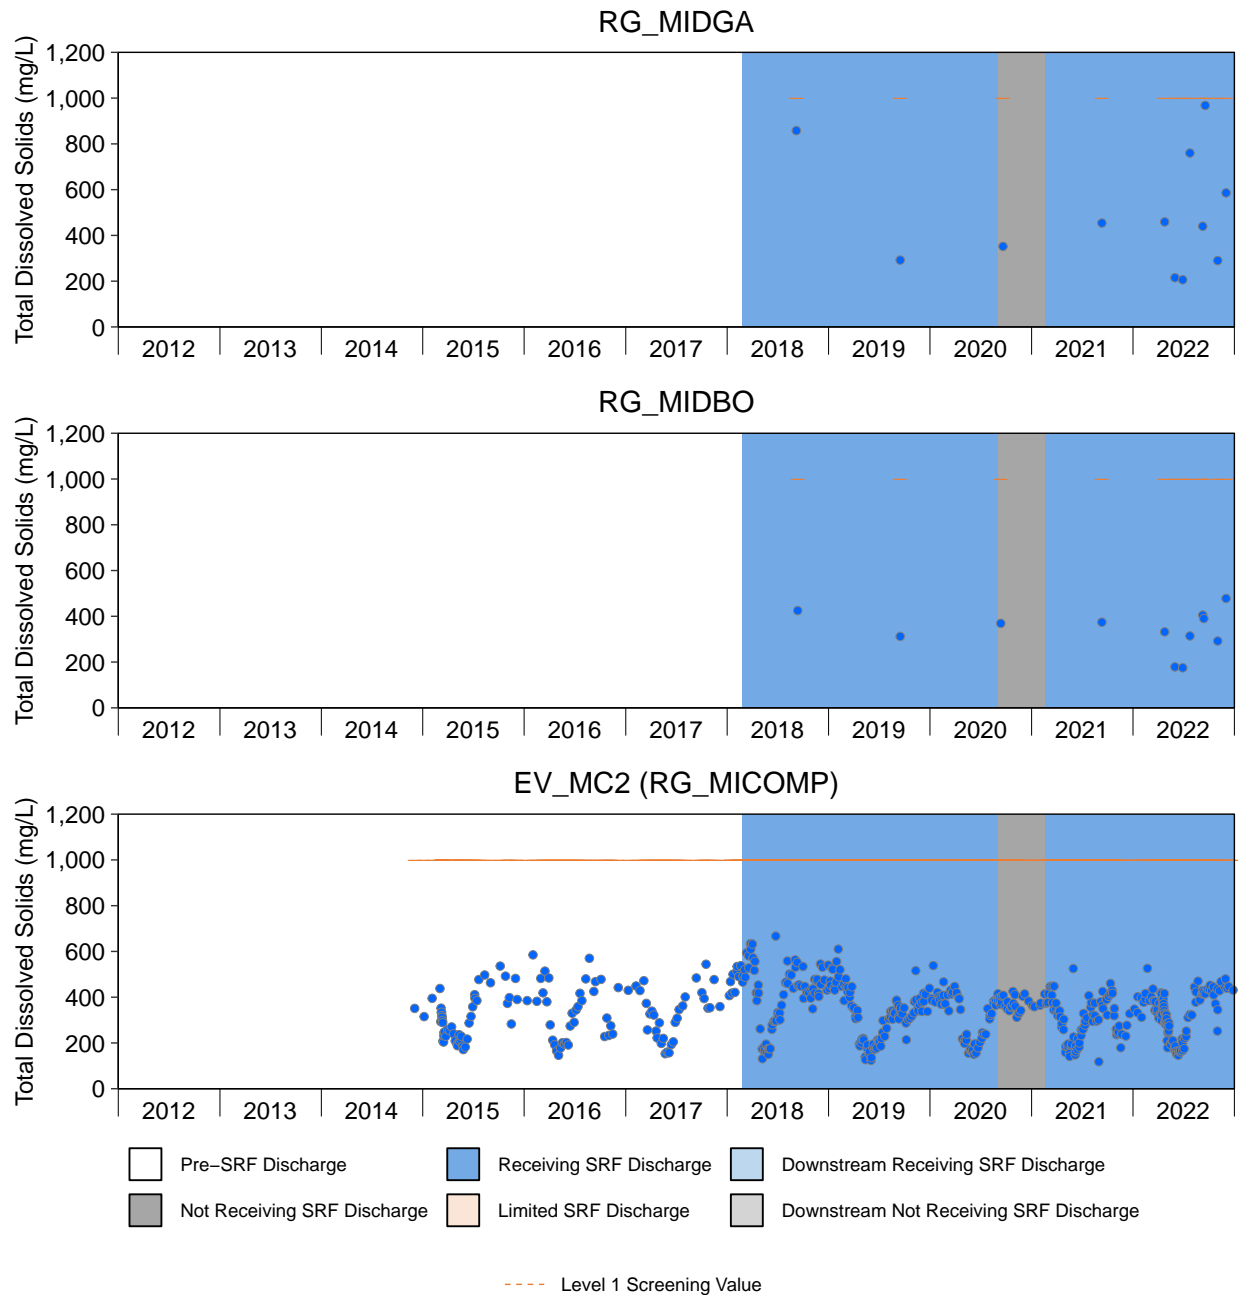 RG_MIDGA
Total Dissolved Solids (mg/L)
1,200
1,000
800
600
400
200
0
2012 2013 2014 2015 2016 2017 2018 2019 2020 2021 2022
RG_MIDBO
Total Dissolved Solids (mg/L)
1,200
1,000
800
600
400
200
0
2012 2013 2014 2015 2016 2017 2018 2019 2020 2021 2022
EV_MC2 (RG_MICOMP)
Total Dissolved Solids (mg/L)
1,200
1,000
800
600
400
200
0
2012 2013 2014 2015 2016 2017 2018 2019 2020 2021 2022
Pre−SRF Discharge Receiving SRF Discharge Downstream Receiving SRF Discharge
Not Receiving SRF Discharge Limited SRF Discharge Downstream Not Receiving SRF Discharge
Level 1 Screening Value